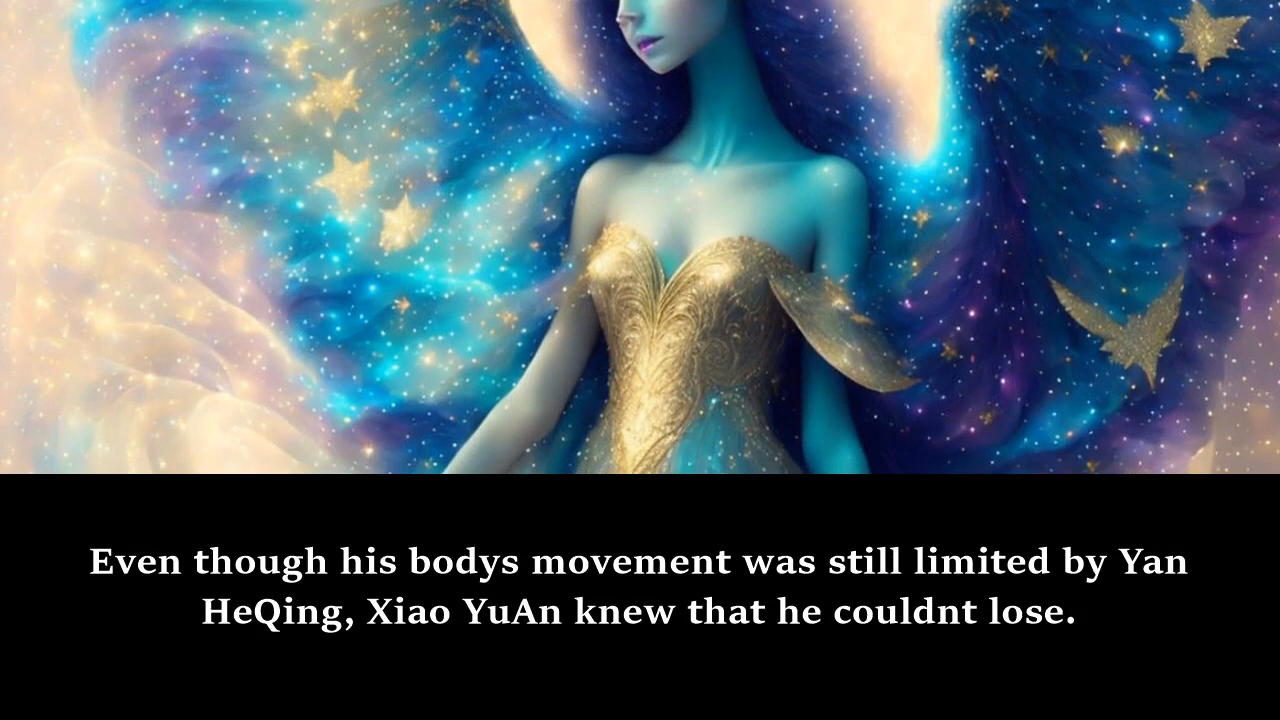 Even though his bodys movement was still limited by Yan
HeQing, Xiao YuAn knew that he couldnt lose.